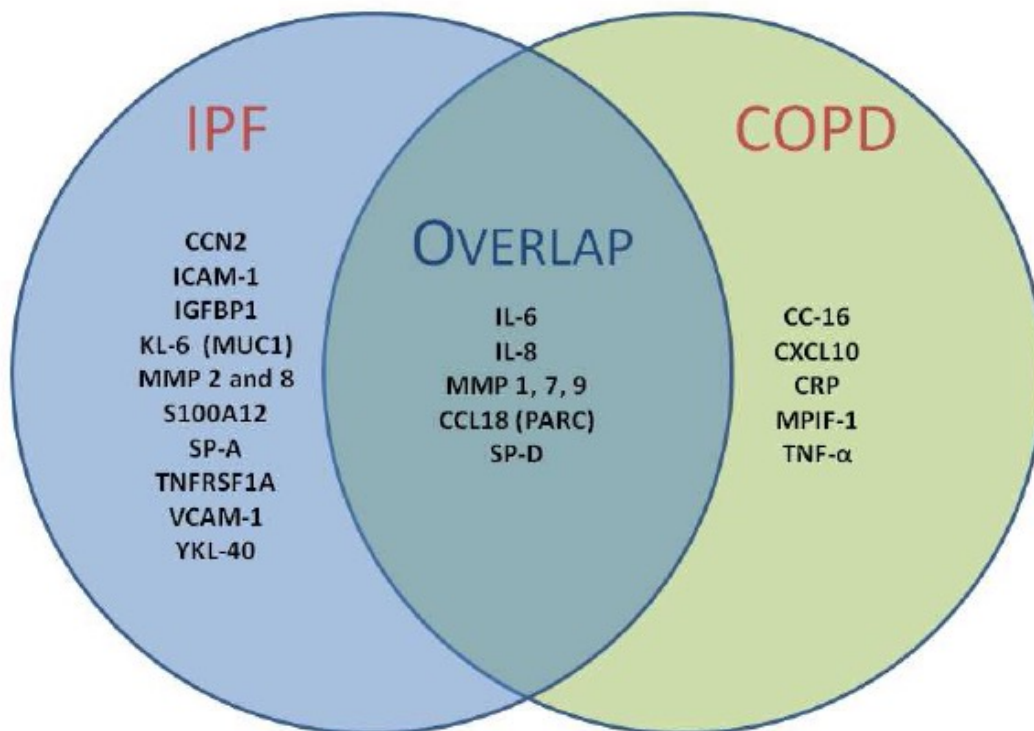 IPF
COPD
OVERLAP
CCN2
ICAM-1
IGFBP1
KL-6 (MUC1)
MMP 2 and 8
S100A12
SP-A
TNFRSF1A
VCAM-1
YKL-40
IL-6
IL-8
MMP 1, 7, 9
CCL18 (PARC)
SP-D
CC-16
CXCL10
CRP
MPIF-1
TNF-α